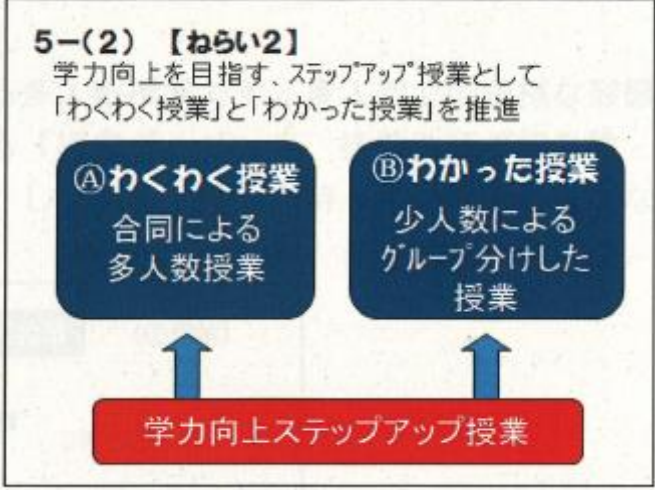 5-(2) 【ねらい2】
学力向上を目指す、ステップアップ授業として
「わくわく授業」と「わかった授業」を推進
Ⓐわくわく授業
合同による
多人数授業
Ⓑわかった授業
少人数による
グループ分けした
授業
学力向上ステップアップ授業